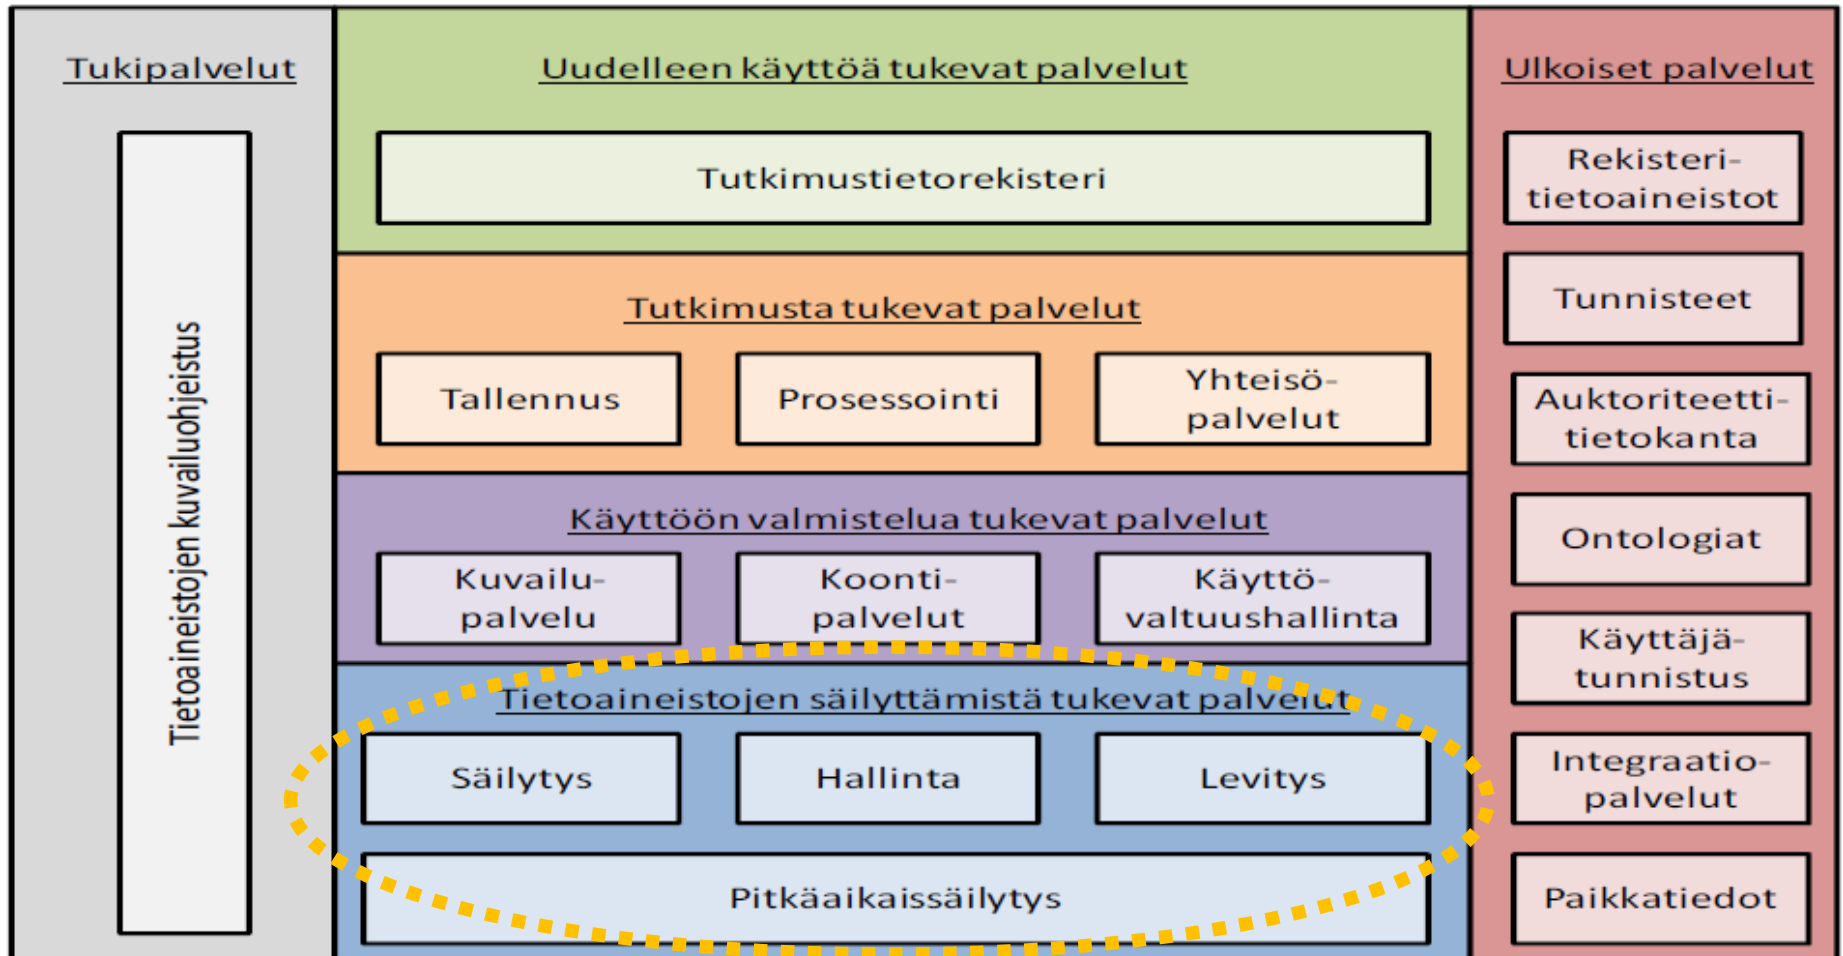 Tukipalvelut
Tietoaineistojen kuvailuohjeistus
Uudelleen käyttöä tukevat palvelut
Tutkimustietorekisteri
Tutkimusta tukevat palvelut
Tallennus
Prosessointi
Yhteisö-
palvelut
Käyttöön valmistelua tukevat palvelut
Kuvailu-
palvelu
Koonti-
palvelut
Käyttö-
valtuushallinta
Tietoaineistojen säilyttämistä tukevat palvelut
Säilytys
Hallinta
Levitys
Pitkäaikaissäilytys
Ulkoiset palvelut
Rekisteri-
tietoaineistot
Tunnisteet
Auktoriteetti-
tietokanta
Ontologiat
Käyttäjä-
tunnistus
Integraatio-
palvelut
Paikkatiedot